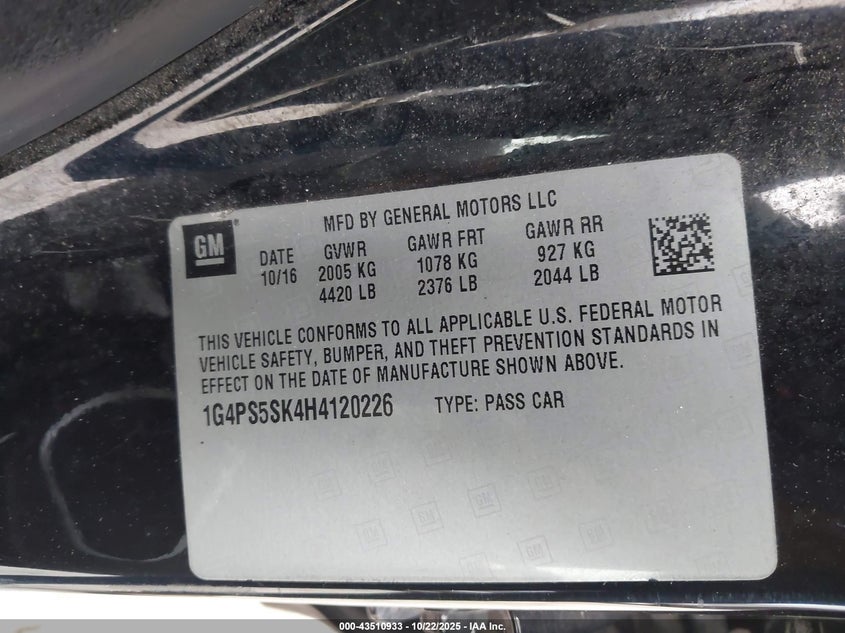 MFD BY GENERAL MOTORS LLC
GM
DATE GVWR GAWR FRT GAWR RR
10/16 2005 KG 1078 KG 927 KG
4420 LB 2376 LB 2044 LB
THIS VEHICLE CONFORMS TO ALL APPLICABLE U.S. FEDERAL MOTOR
VEHICLE SAFETY, BUMPER, AND THEFT PREVENTION STANDARDS IN
EFFECT ON THE DATE OF MANUFACTURE SHOWN ABOVE.
1G4PS5SK4H4120226 TYPE: PASS CAR
000-43510933 - 10/22/2025 - IAA Inc.